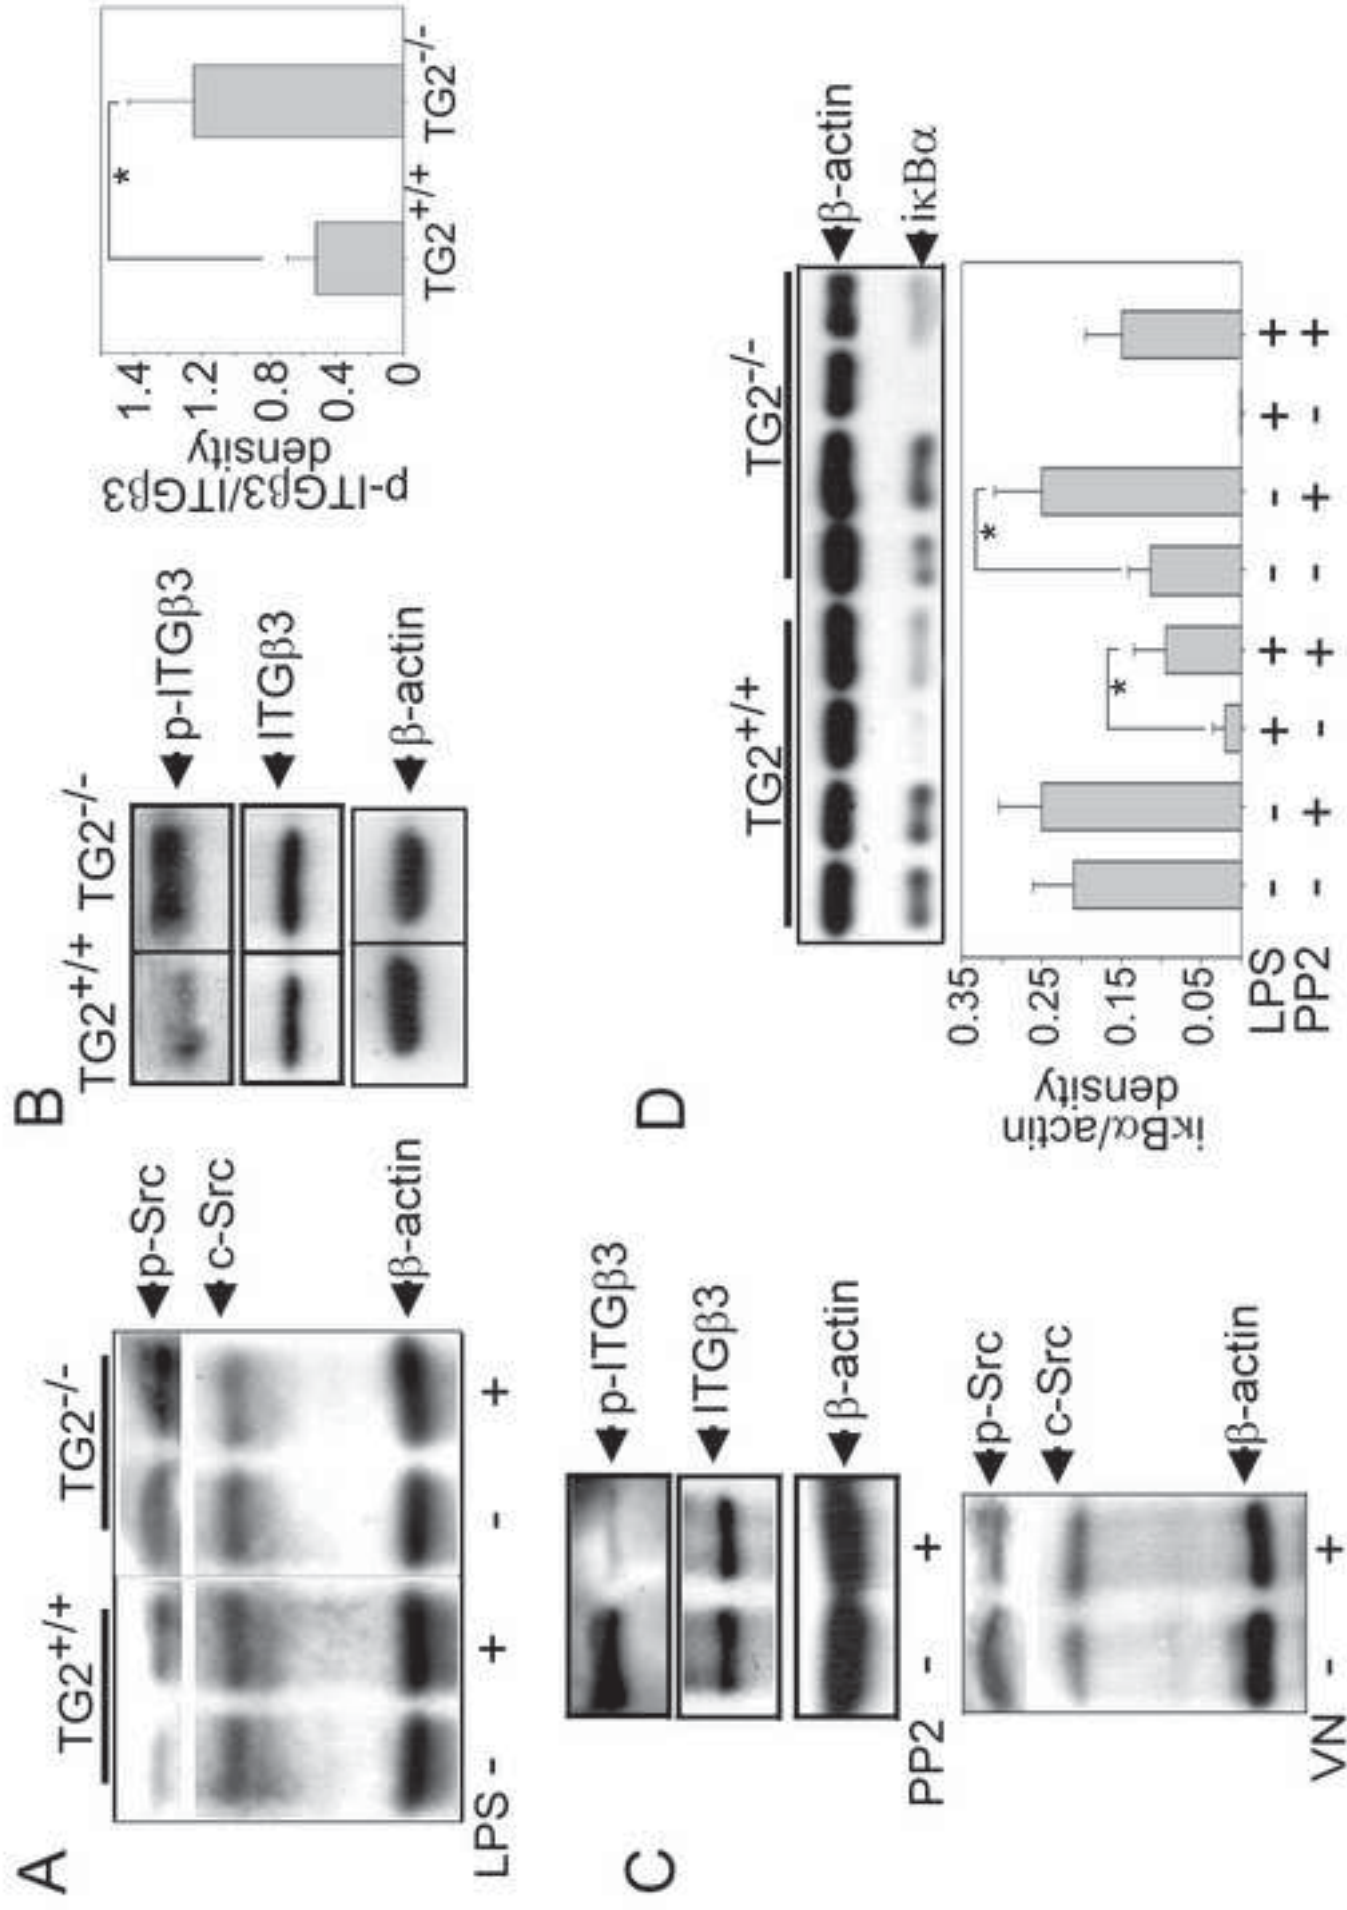 A
TG2+/+ TG2-/-
p-Src
c-Src
β-actin
LPS - + - +
B
TG2+/+ TG2-/-
p-ITGβ3
ITGβ3
β-actin
p-ITGβ3/ITGβ3
density
1.4
1.2
0.8
0.4
0
*
TG2+/+ TG2-/-
C
p-ITGβ3
ITGβ3
β-actin
PP2 - +
p-Src
c-Src
β-actin
VN - +
D
TG2+/+ TG2-/-
β-actin
iκBα
iκBα/actin
density
0.35
0.25
0.15
0.05
* *
LPS - - + + - - + +
PP2 - + - + - + - +